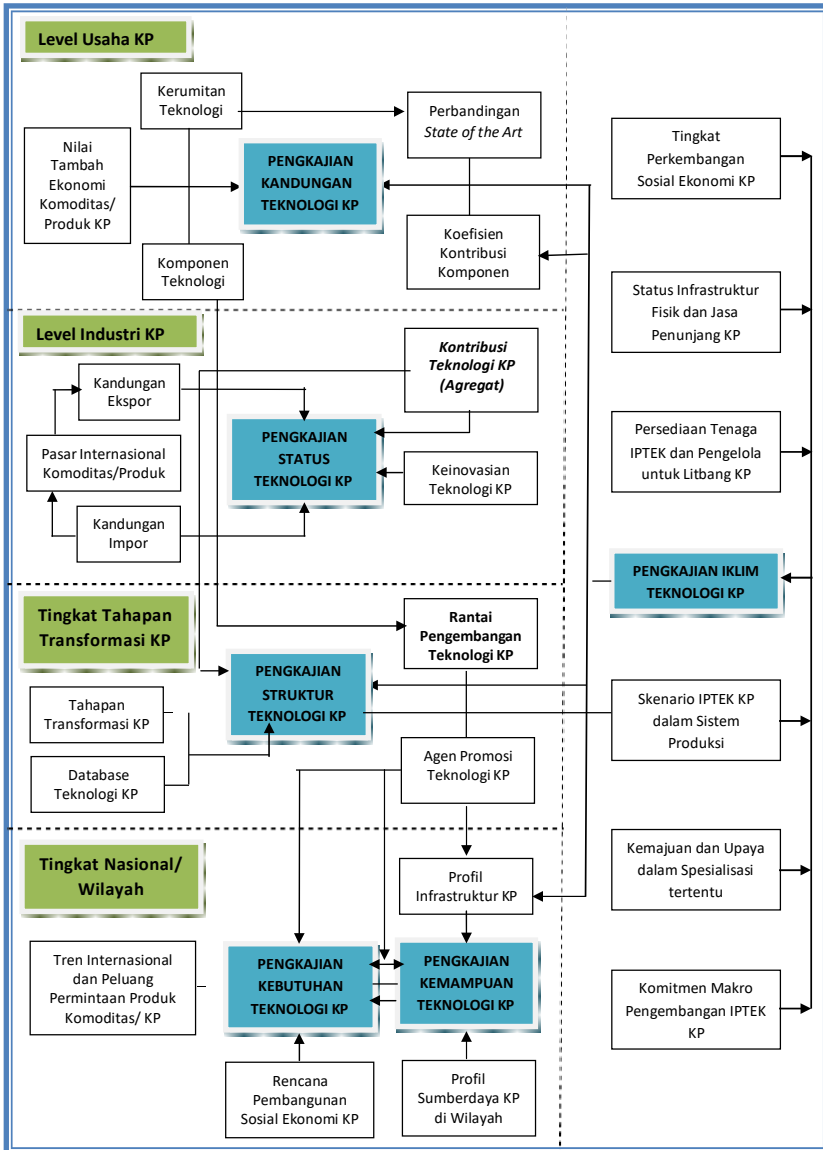 Level Usaha KP
Kerumitan
Teknologi
Perbandingan
State of the Art
Nilai
Tambah
Ekonomi
Komoditas/
Produk KP
PENGKAJIAN
KANDUNGAN
TEKNOLOGI KP
Komponen
Teknologi
Koefisien
Kontribusi
Komponen
Level Industri KP
Kandungan
Ekspor
Kontribusi
Teknologi KP
(Agregat)
Pasar Internasional
Komoditas/Produk
PENGKAJIAN
STATUS
TEKNOLOGI KP
Keinovasian
Teknologi KP
Kandungan
Impor
Tingkat Tahapan
Transformasi KP
Rantai
Pengembangan
Teknologi KP
PENGKAJIAN
STRUKTUR
TEKNOLOGI KP
Tahapan
Transformasi KP
Database
Teknologi KP
Agen Promosi
Teknologi KP
Tingkat Nasional/
Wilayah
Profil
Infrastruktur KP
Tren Internasional
dan Peluang
Permintaan Produk
Komoditas/ KP
PENGKAJIAN
KEBUTUHAN
TEKNOLOGI KP
PENGKAJIAN
KEMAMPUAN
TEKNOLOGI KP
Rencana
Pembangunan
Sosial Ekonomi KP
Profil
Sumberdaya KP
di Wilayah
Tingkat
Perkembangan
Sosial Ekonomi KP
Status Infrastruktur
Fisik dan Jasa
Penunjang KP
Persediaan Tenaga
IPTEK dan Pengelola
untuk Litbang KP
PENGKAJIAN IKLIM
TEKNOLOGI KP
Skenario IPTEK KP
dalam Sistem
Produksi
Kemajuan dan Upaya
dalam Spesialisasi
tertentu
Komitmen Makro
Pengembangan IPTEK
KP